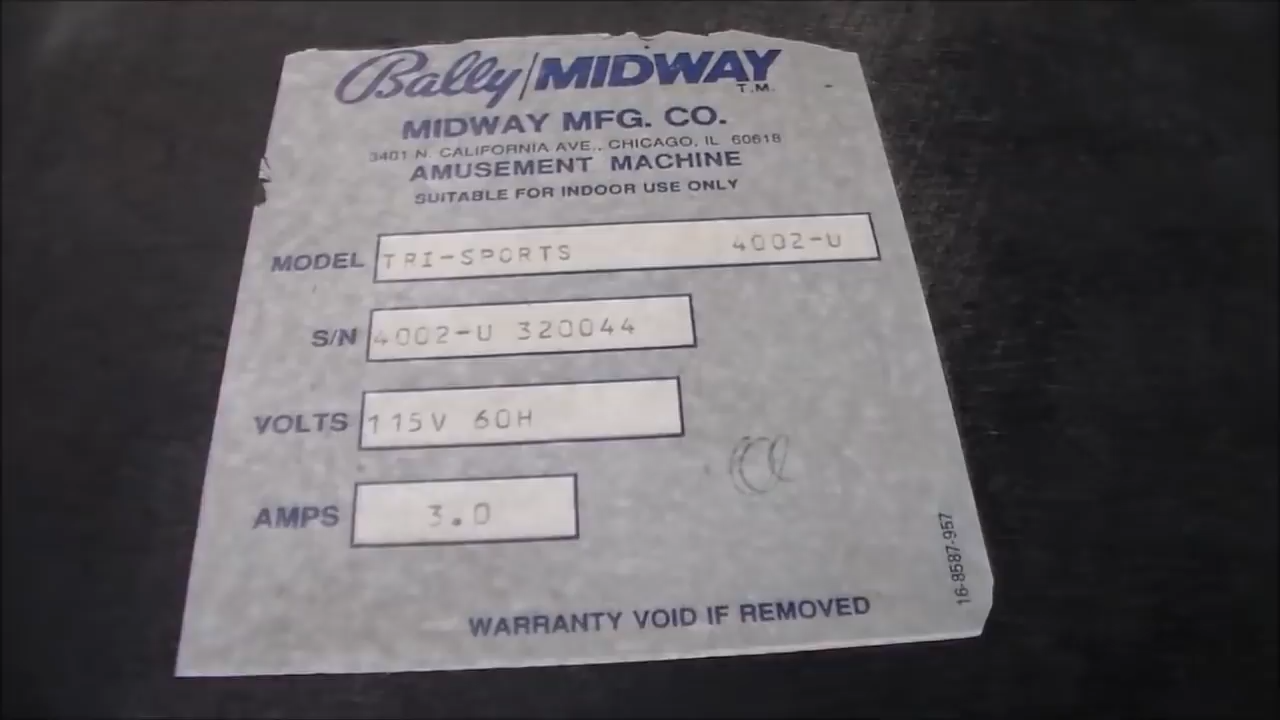 Bally/MIDWAY
T.M.
MIDWAY MFG. CO.
3401 N. CALIFORNIA AVE., CHICAGO, IL 60618
AMUSEMENT MACHINE
SUITABLE FOR INDOOR USE ONLY
MODEL TRI-SPORTS 4002-U
S/N 4002-U 320044
VOLTS 115V 60H
AMPS 3.0
16-8587-957
WARRANTY VOID IF REMOVED